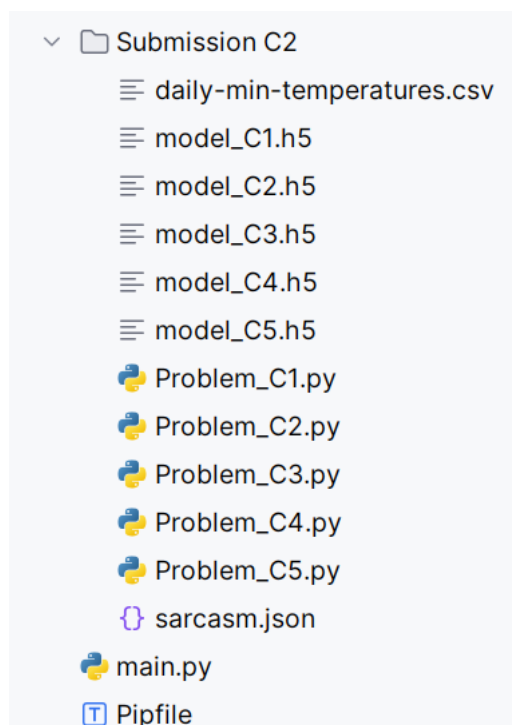 Submission C2
daily-min-temperatures.csv
model_C1.h5
model_C2.h5
model_C3.h5
model_C4.h5
model_C5.h5
Problem_C1.py
Problem_C2.py
Problem_C3.py
Problem_C4.py
Problem_C5.py
{} sarcasm.json
main.py
T Pipfile